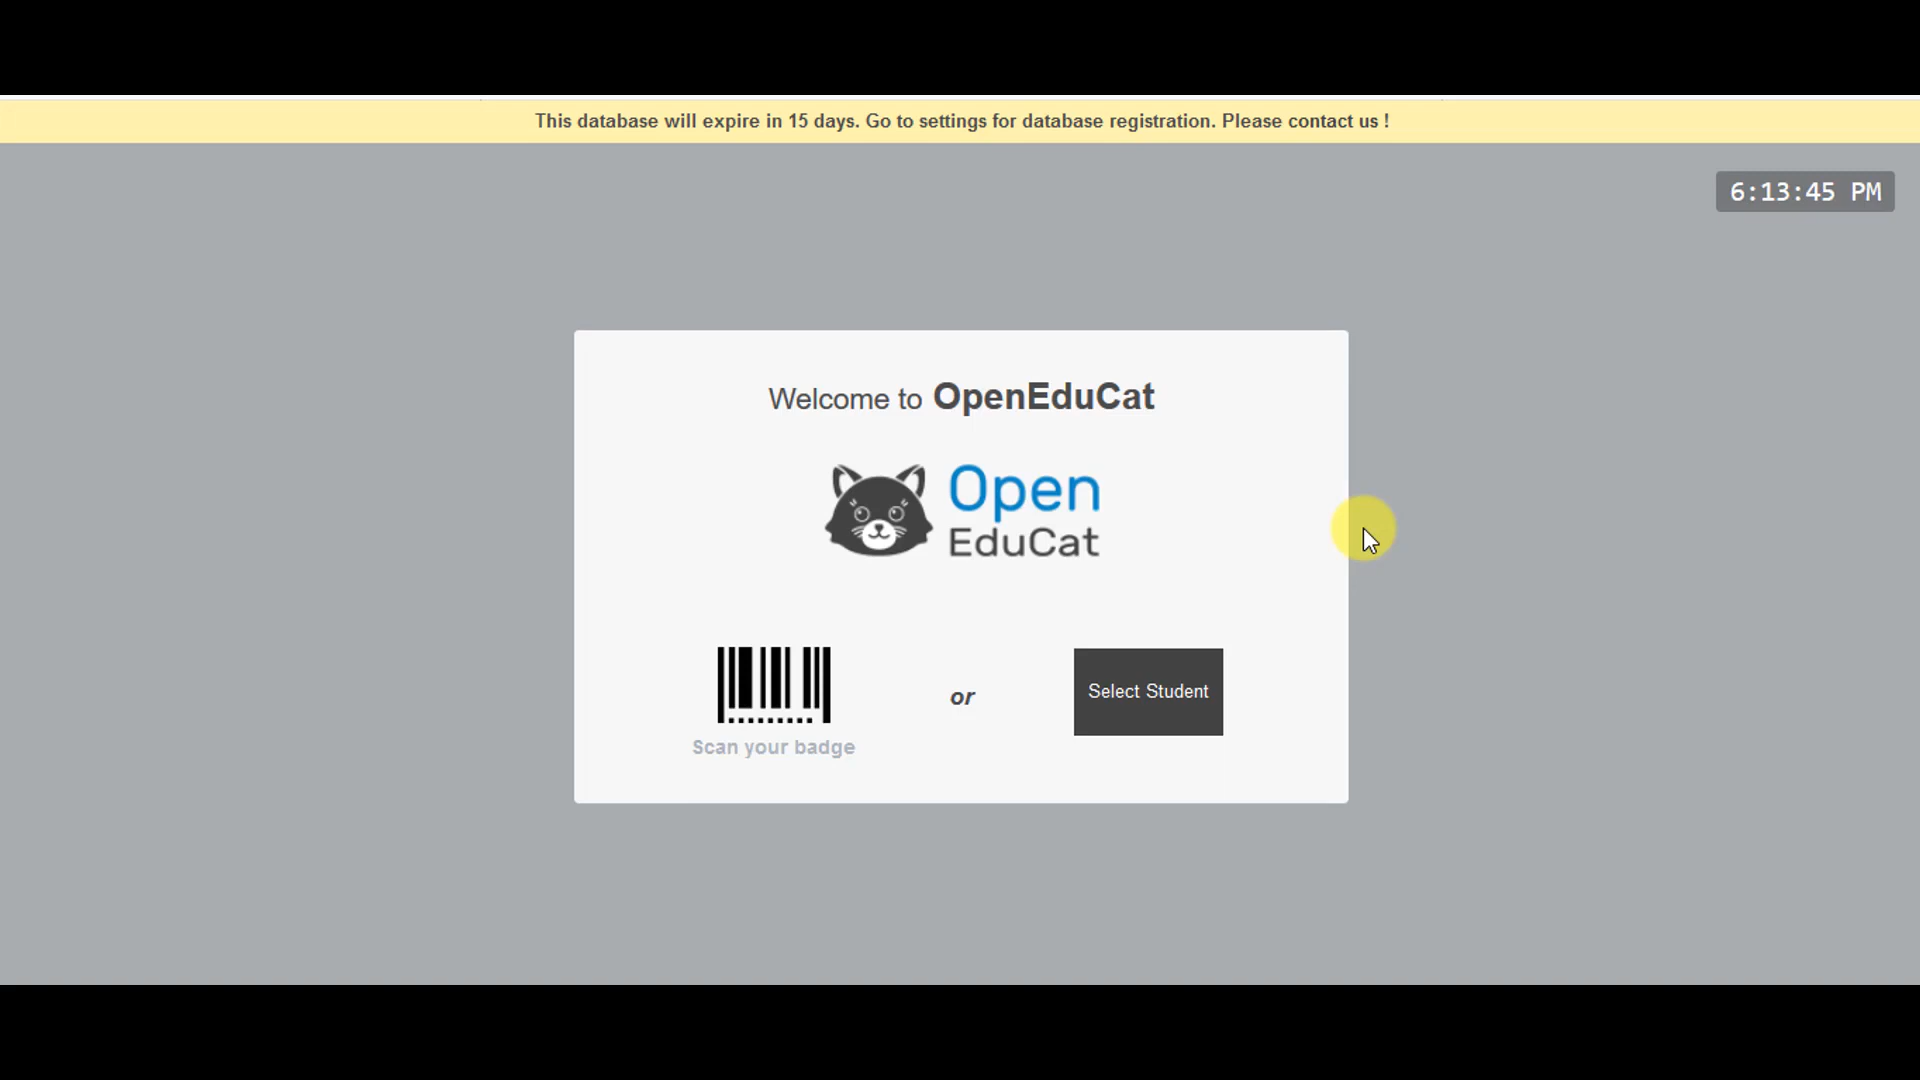 This database will expire in 15 days. Go to settings for database registration. Please contact us !
6:13:45 PM
Welcome to OpenEduCat
Open
EduCat
or
Select Student
Scan your badge